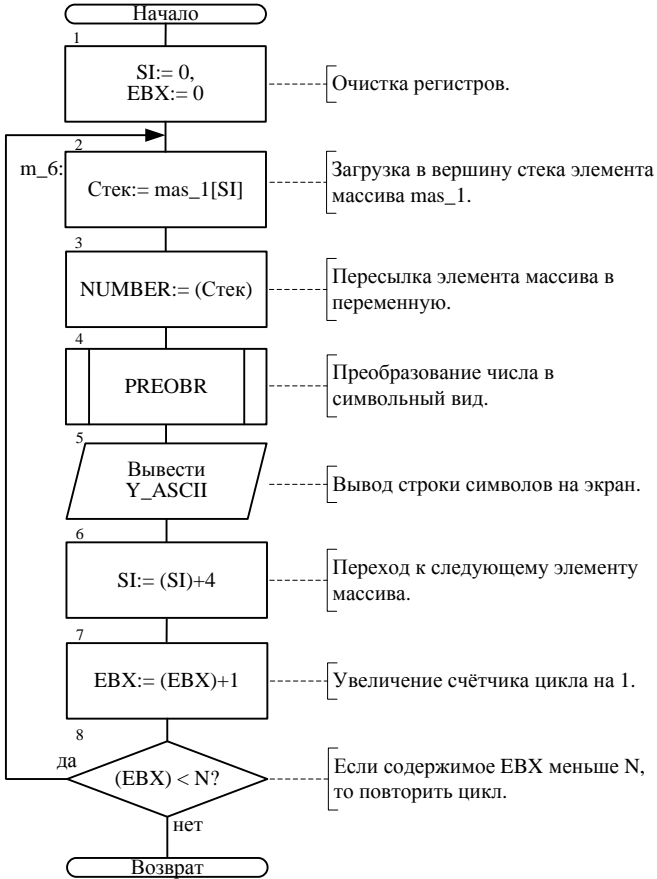 Начало
1
SI:= 0,
EBX:= 0
Очистка регистров.
2
m_6:
Стек:= mas_1[SI]
Загрузка в вершину стека элемента
массива mas_1.
3
NUMBER:= (Стек)
Пересылка элемента массива в
переменную.
4
PREOBR
Преобразование числа в
символьный вид.
5
Вывести
Y_ASCII
Вывод строки символов на экран.
6
SI:= (SI)+4
Переход к следующему элементу
массива.
7
EBX:= (EBX)+1
Увеличение счётчика цикла на 1.
8
да
(EBX) < N?
Если содержимое EBX меньше N,
то повторить цикл.
нет
Возврат